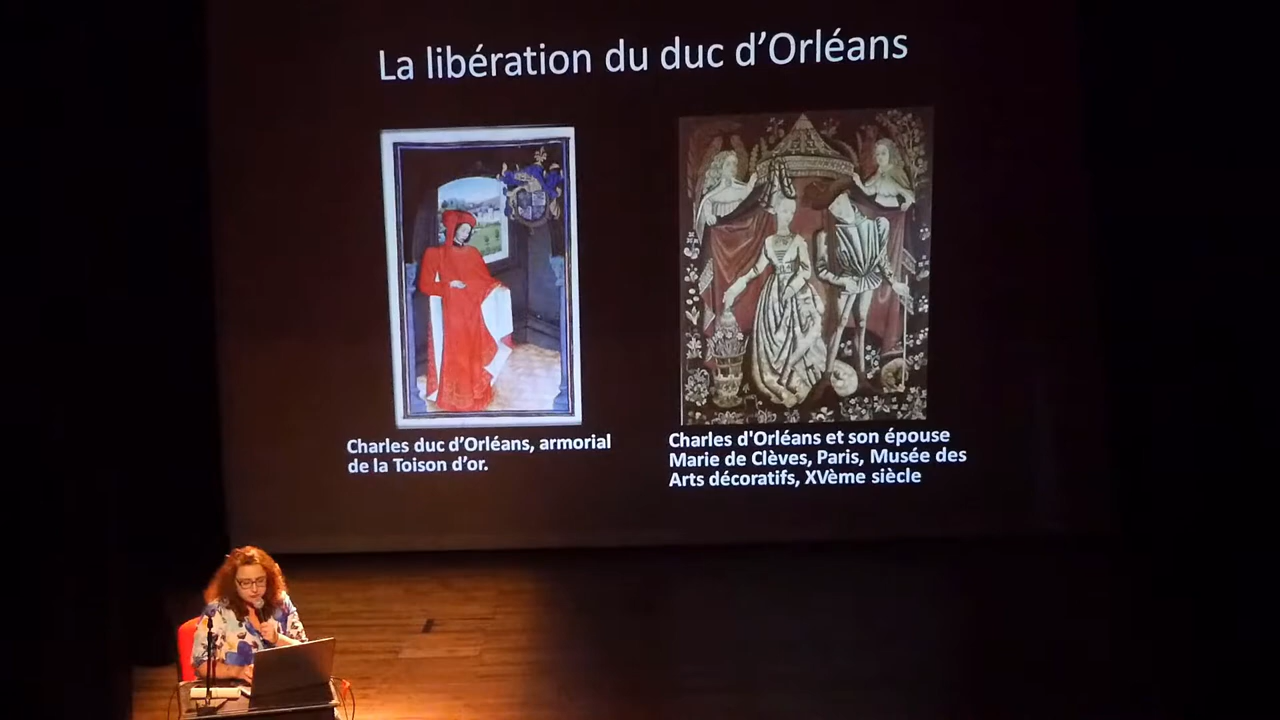 La libération du duc d’Orléans
Charles duc d’Orléans, armorial
de la Toison d’or.
Charles d'Orléans et son épouse
Marie de Clèves, Paris, Musée des
Arts décoratifs, XVème siècle